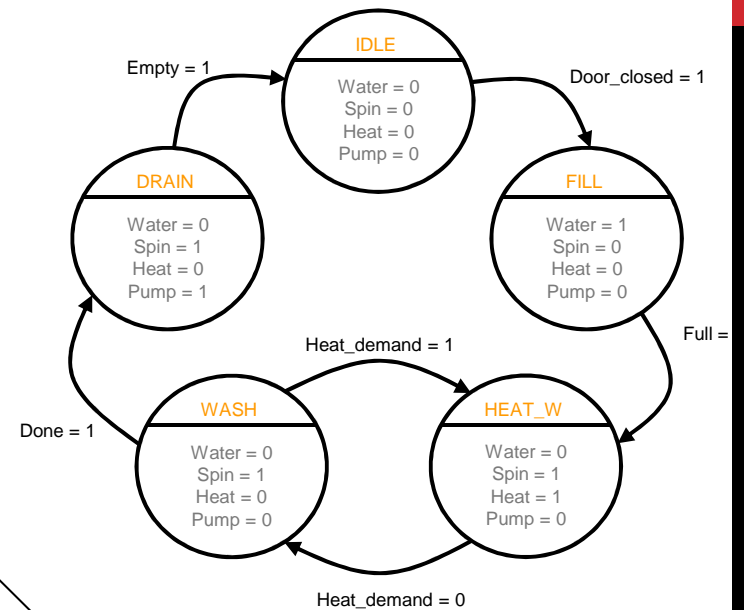 IDLE
Water = 0
Spin = 0
Heat = 0
Pump = 0
Empty = 1
Door_closed = 1
DRAIN
Water = 0
Spin = 1
Heat = 0
Pump = 1
FILL
Water = 1
Spin = 0
Heat = 0
Pump = 0
Full =
Heat_demand = 1
WASH
Water = 0
Spin = 1
Heat = 0
Pump = 0
HEAT_W
Water = 0
Spin = 1
Heat = 1
Pump = 0
Done = 1
Heat_demand = 0